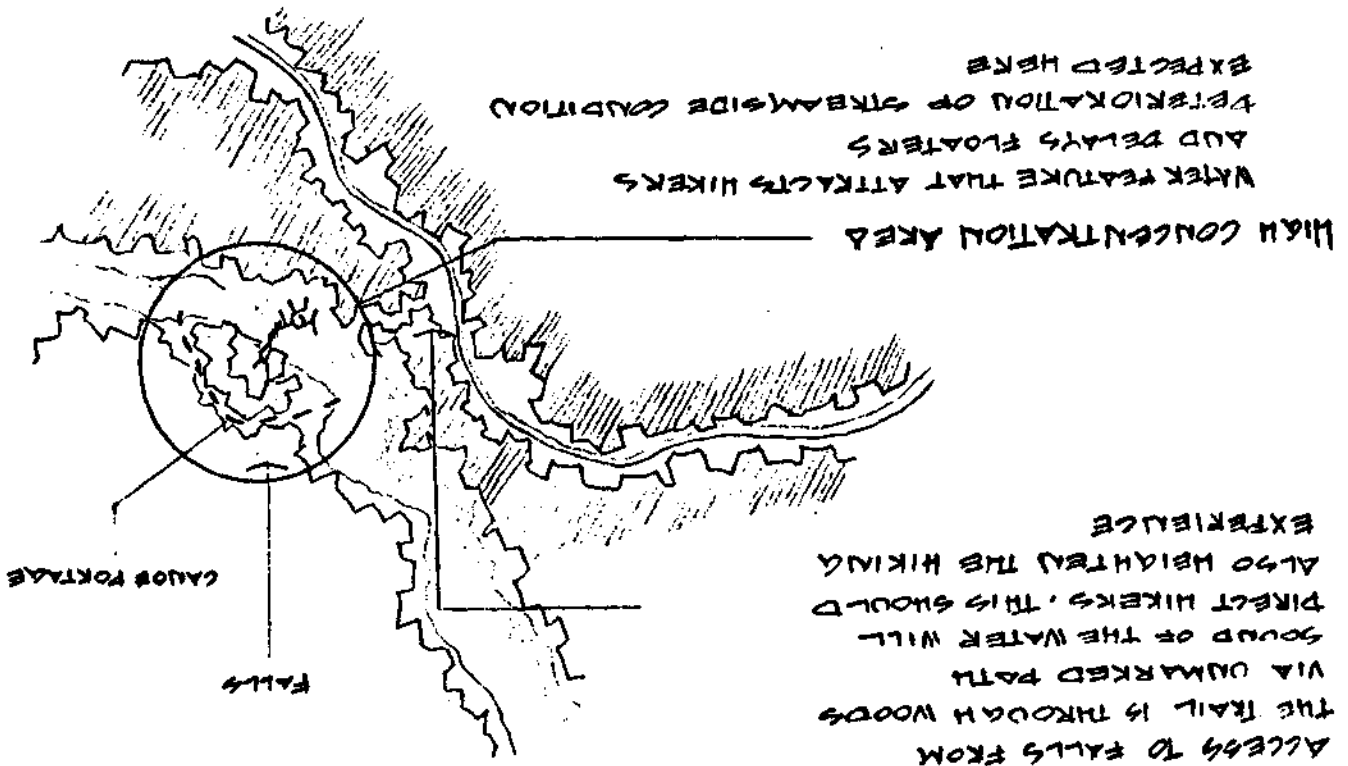 ACCESS TO FALLS FROM
THE TRAIL IS THROUGH WOODS
VIA UNMARKED PATH
SOUND OF THE WATER WILL
DIRECT HIKERS. THIS SHOULD
ALSO HEIGHTEN THE HIKING
EXPERIENCE
FALLS
CANOE PORTAGE
HIGH CONCENTRATION AREA
WATER FEATURE THAT ATTRACTS HIKERS
AND DELAYS FLOATERS
DETERIORATION OF STREAMSIDE CONDITION
EXPECTED HERE